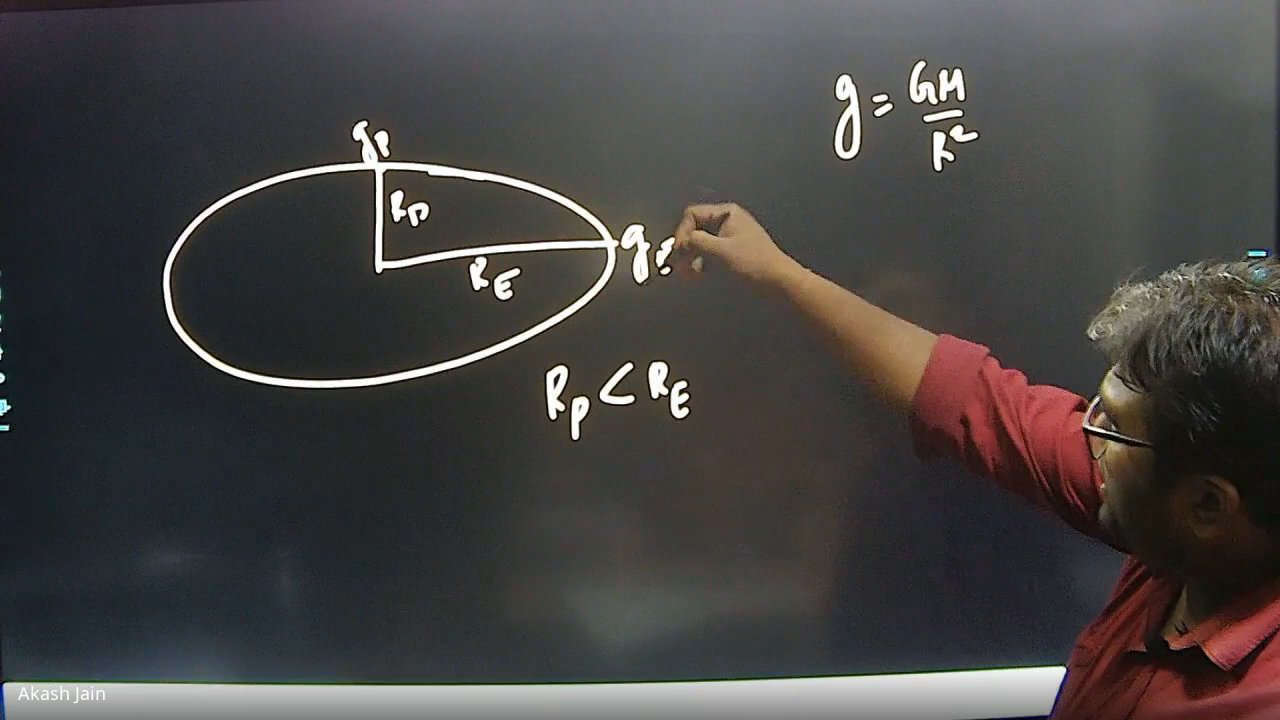 g = GM
R²
gP
RP
RE
gE
RP < RE
Akash Jain